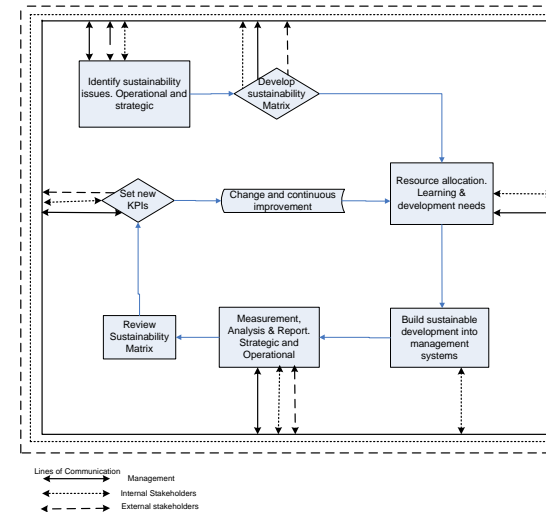 Identify sustainability
issues. Operational and
strategic
Develop
sustainability
Matrix
Set new
KPIs
Change and continuous
improvement
Resource allocation.
Learning &
development needs
Review
Sustainability
Matrix
Measurement,
Analysis & Report.
Strategic and
Operational
Build sustainable
development into
management
systems
Lines of Communication
Management
Internal Stakeholders
External stakeholders